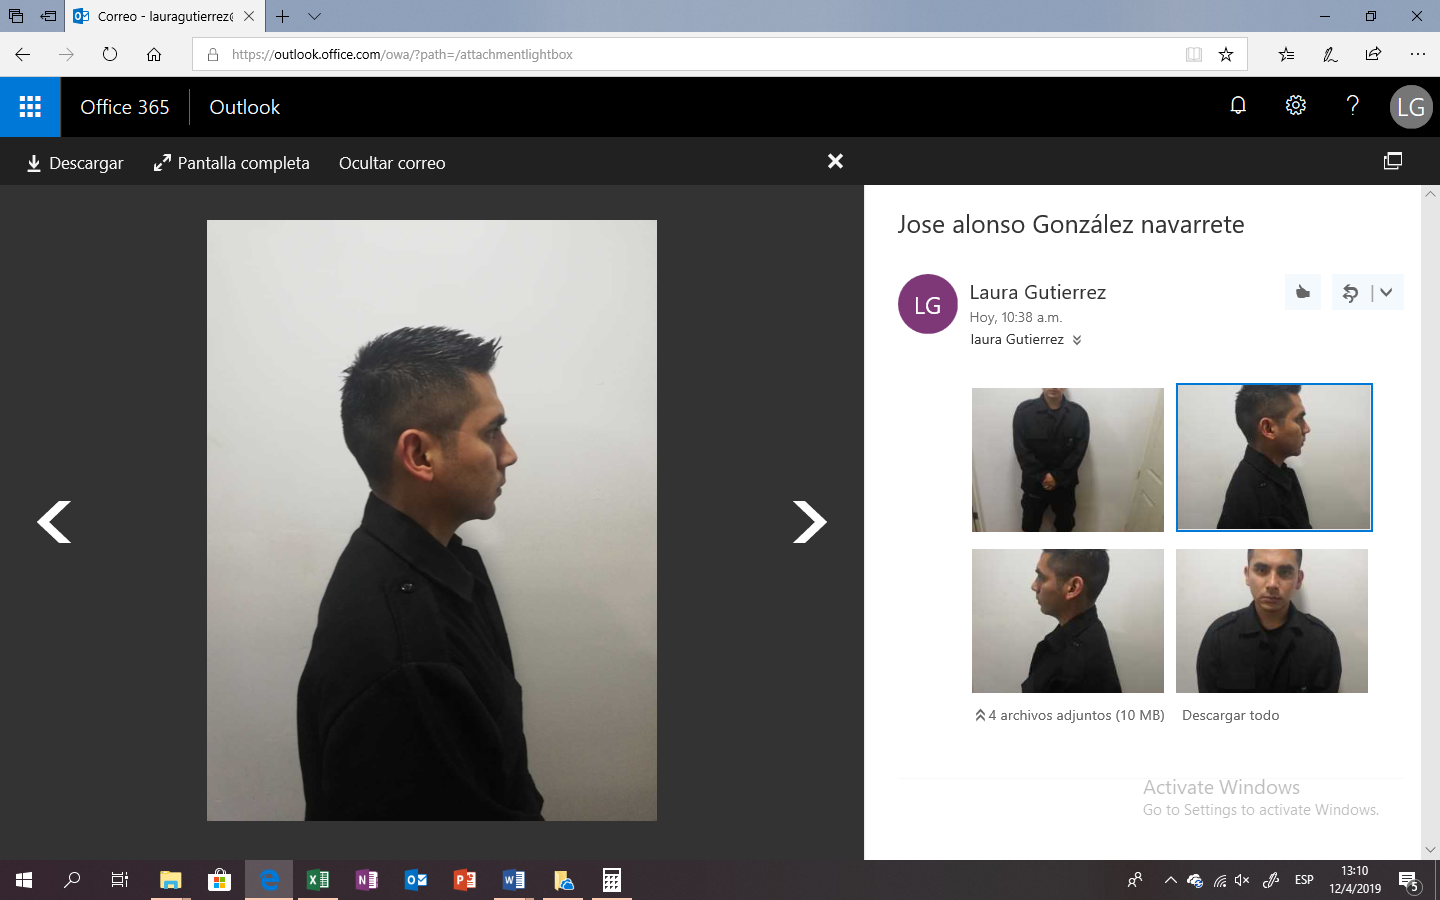 Correo - lauragutierrez@
https://outlook.office.com/owa/?path=/attachmentlightbox
Office 365
Outlook
LG
Descargar
Pantalla completa
Ocultar correo
Jose alonso González navarrete
LG
Laura Gutierrez
Hoy, 10:38 a.m.
laura Gutierrez
4 archivos adjuntos (10 MB)
Descargar todo
Activate Windows
Go to Settings to activate Windows.
ESP
13:10
12/4/2019
5